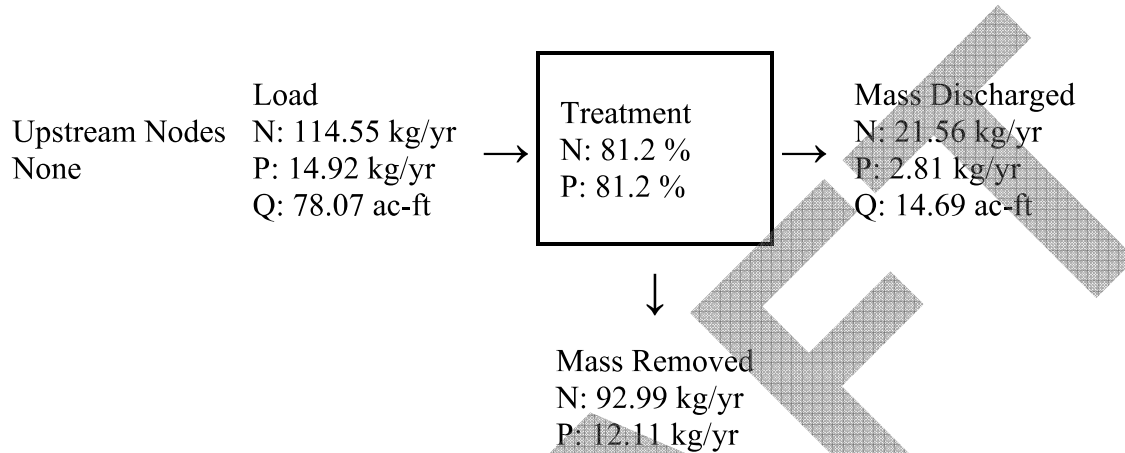 Upstream Nodes
None
Load
N: 114.55 kg/yr
P: 14.92 kg/yr
Q: 78.07 ac-ft
→
Treatment
N: 81.2 %
P: 81.2 %
→
Mass Discharged
N: 21.56 kg/yr
P: 2.81 kg/yr
Q: 14.69 ac-ft
↓
Mass Removed
N: 92.99 kg/yr
P: 12.11 kg/yr